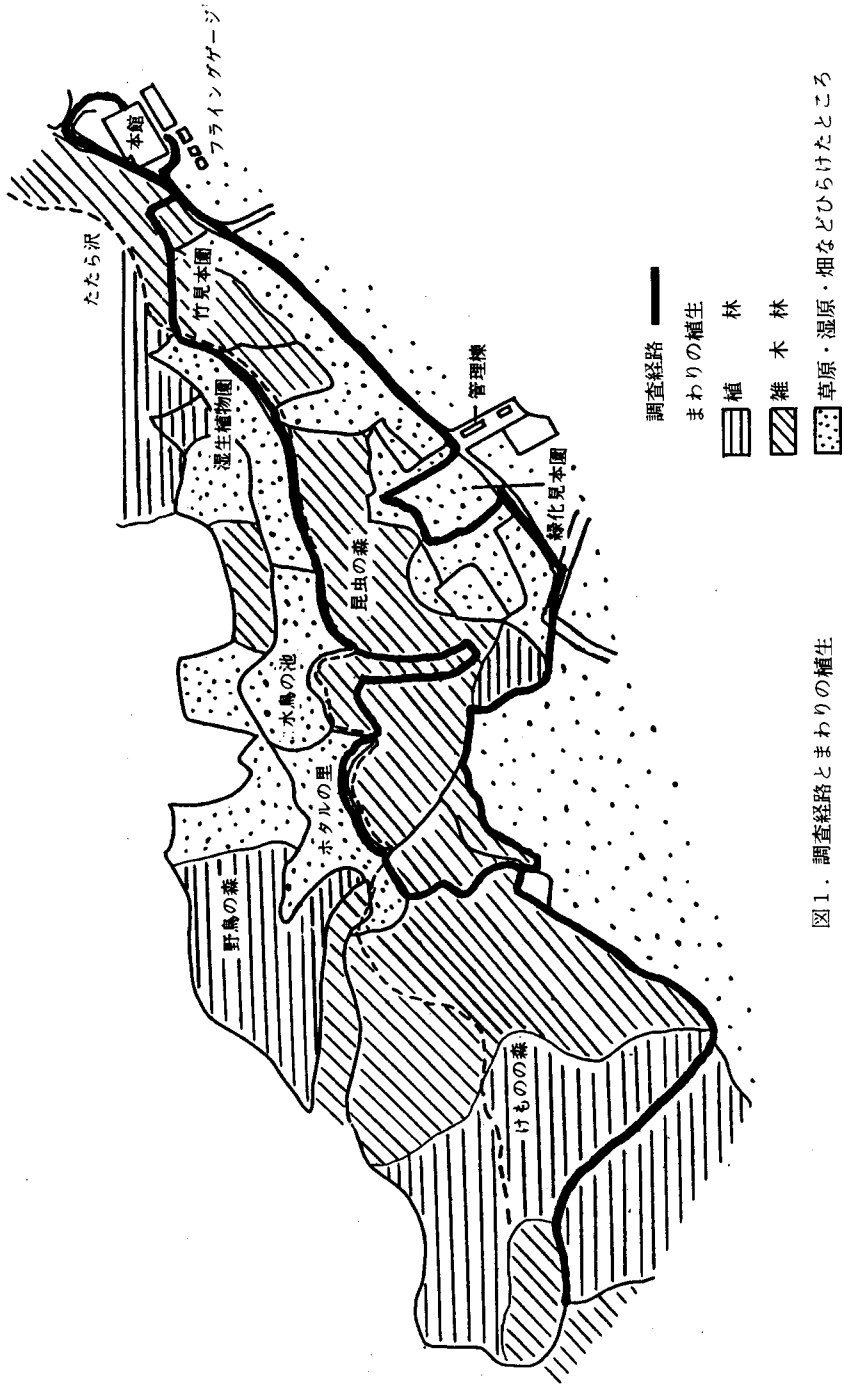 本館
フライングゲージ
たたら沢
竹見本園
湿生植物園
管理棟
緑化見本園
昆虫の森
水鳥の池
ホタルの里
野鳥の森
けものの森
調査経路
まわりの植生
植林
雑木林
草原・湿原・畑などひらけたところ
図1．調査経路とまわりの植生